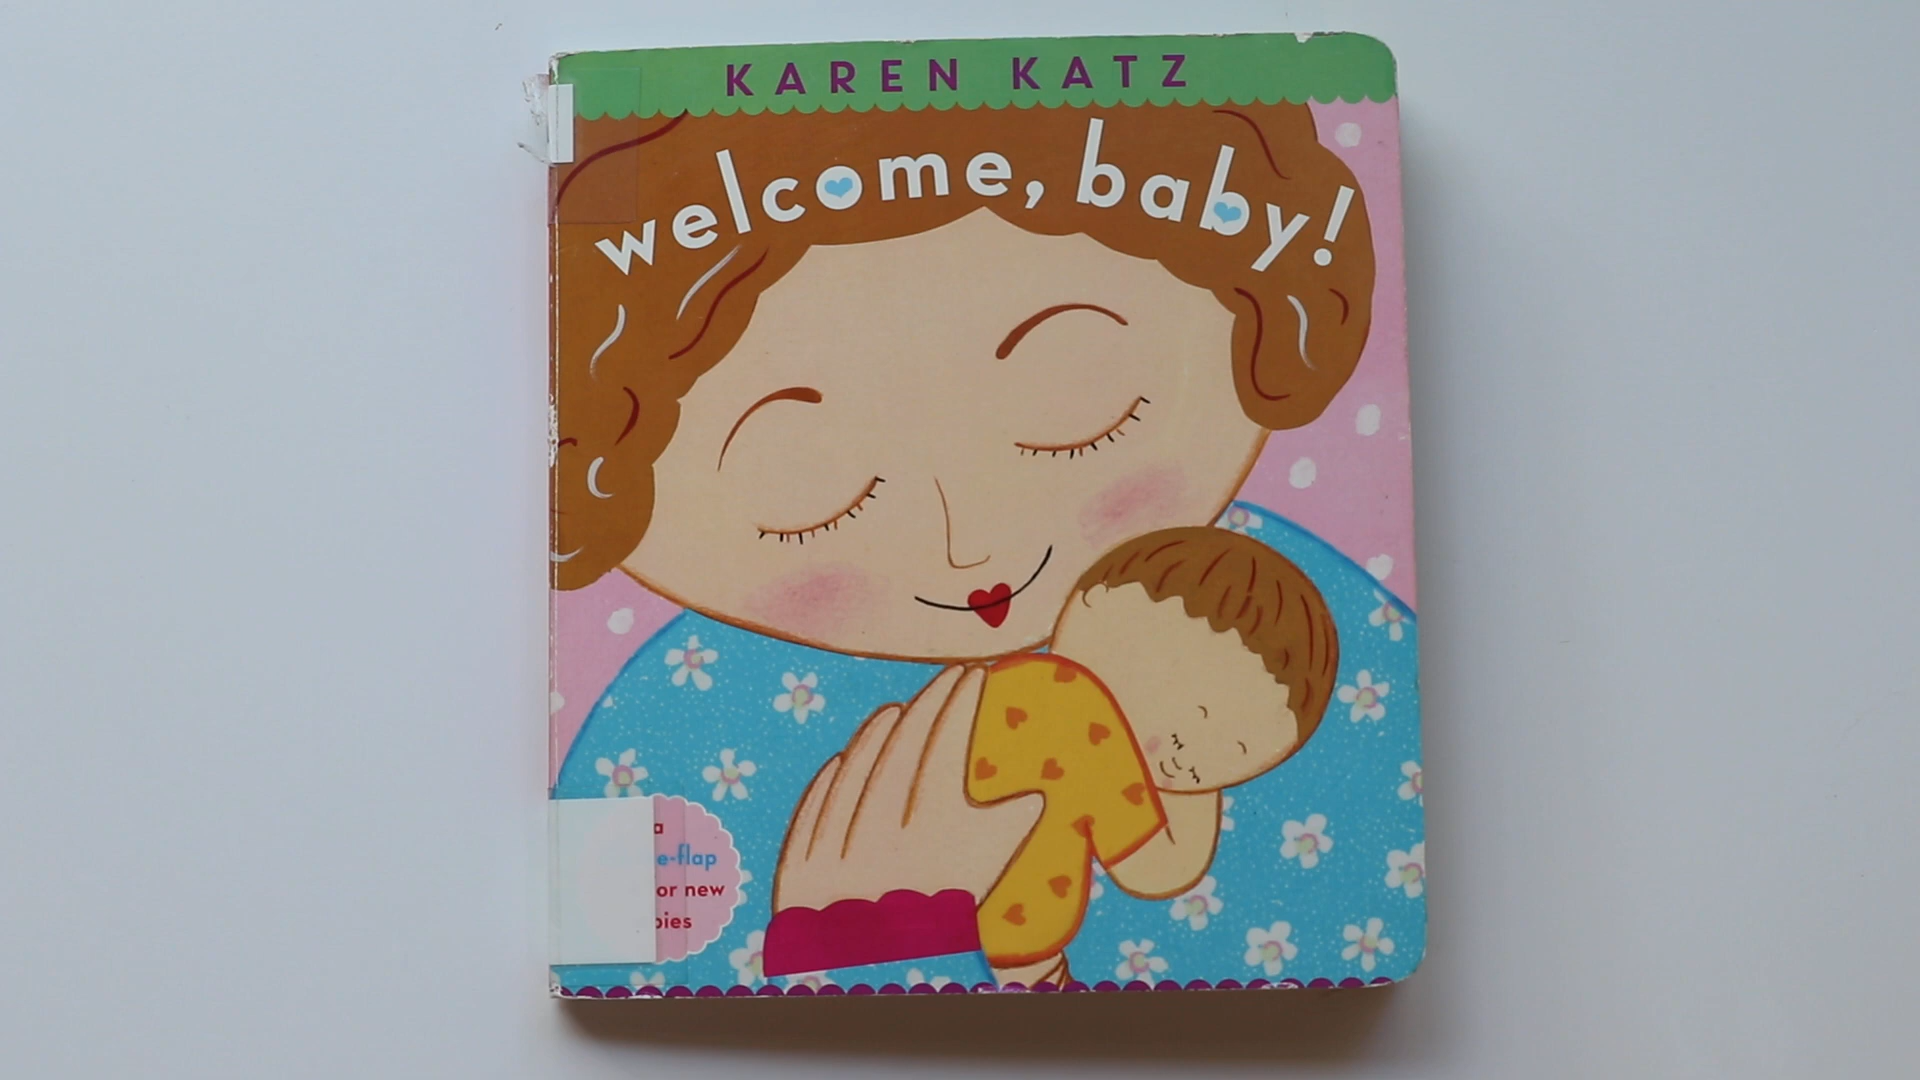 KAREN KATZ
welcome, baby!
a
e-flap
or new
bies